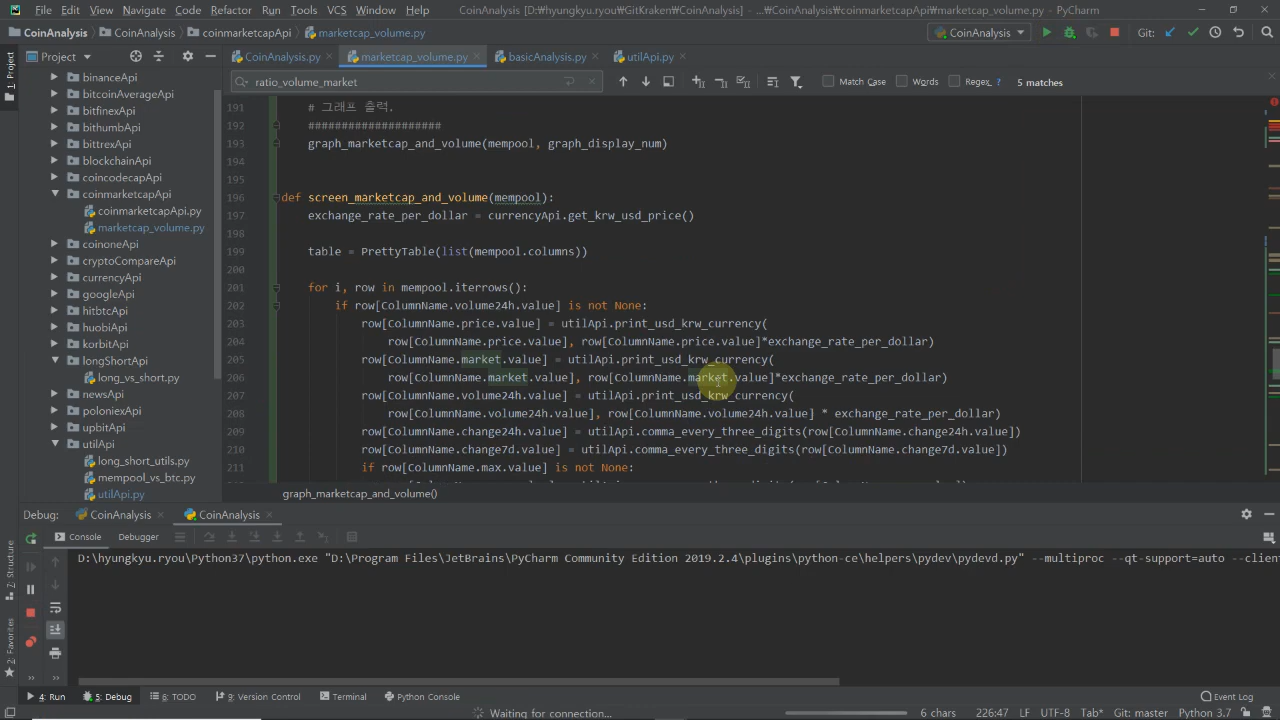 File Edit View Navigate Code Refactor Run Tools VCS Window Help CoinAnalysis [D:₩hyungkyu.ryou₩GitKraken₩CoinAnalysis] - ...₩CoinAnalysis₩coinmarketcapApi₩marketcap_volume.py - PyCharm
CoinAnalysis CoinAnalysis coinmarketcapApi marketcap_volume.py CoinAnalysis Git:
1: Project
Project
CoinAnalysis.py marketcap_volume.py basicAnalysis.py utilApi.py
ratio_volume_market Match Case Words Regex ? 5 matches
binanceApi
bitcoinAverageApi
bitfinexApi
bithumbApi
bittrexApi
blockchainApi
coincodecapApi
coinmarketcapApi
coinmarketcapApi.py
marketcap_volume.py
coinoneApi
cryptoCompareApi
currencyApi
googleApi
hitbtcApi
huobiApi
korbitApi
longShortApi
long_vs_short.py
newsApi
poloniexApi
upbitApi
utilApi
long_short_utils.py
mempool_vs_btc.py
utilApi.py
191 # 그래프 출력.
192 ####################
193 graph_marketcap_and_volume(mempool, graph_display_num)
194
195
196 def screen_marketcap_and_volume(mempool):
197 exchange_rate_per_dollar = currencyApi.get_krw_usd_price()
198
199 table = PrettyTable(list(mempool.columns))
200
201 for i, row in mempool.iterrows():
202 if row[ColumnName.volume24h.value] is not None:
203 row[ColumnName.price.value] = utilApi.print_usd_krw_currency(
204 row[ColumnName.price.value], row[ColumnName.price.value]*exchange_rate_per_dollar)
205 row[ColumnName.market.value] = utilApi.print_usd_krw_currency(
206 row[ColumnName.market.value], row[ColumnName.market.value]*exchange_rate_per_dollar)
207 row[ColumnName.volume24h.value] = utilApi.print_usd_krw_currency(
208 row[ColumnName.volume24h.value], row[ColumnName.volume24h.value] * exchange_rate_per_dollar)
209 row[ColumnName.change24h.value] = utilApi.comma_every_three_digits(row[ColumnName.change24h.value])
210 row[ColumnName.change7d.value] = utilApi.comma_every_three_digits(row[ColumnName.change7d.value])
211 if row[ColumnName.max.value] is not None:
graph_marketcap_and_volume()
Debug: CoinAnalysis CoinAnalysis
Console Debugger
D:\hyungkyu.ryou\Python37\python.exe "D:\Program Files\JetBrains\PyCharm Community Edition 2019.2.4\plugins\python-ce\helpers\pydev\pydevd.py" --multiproc --qt-support=auto --clien
7: Structure
2: Favorites
4: Run 5: Debug 6: TODO 9: Version Control Terminal Python Console Event Log
Waiting for connection... 6 chars 226:47 LF UTF-8 Tab* Git: master Python 3.7